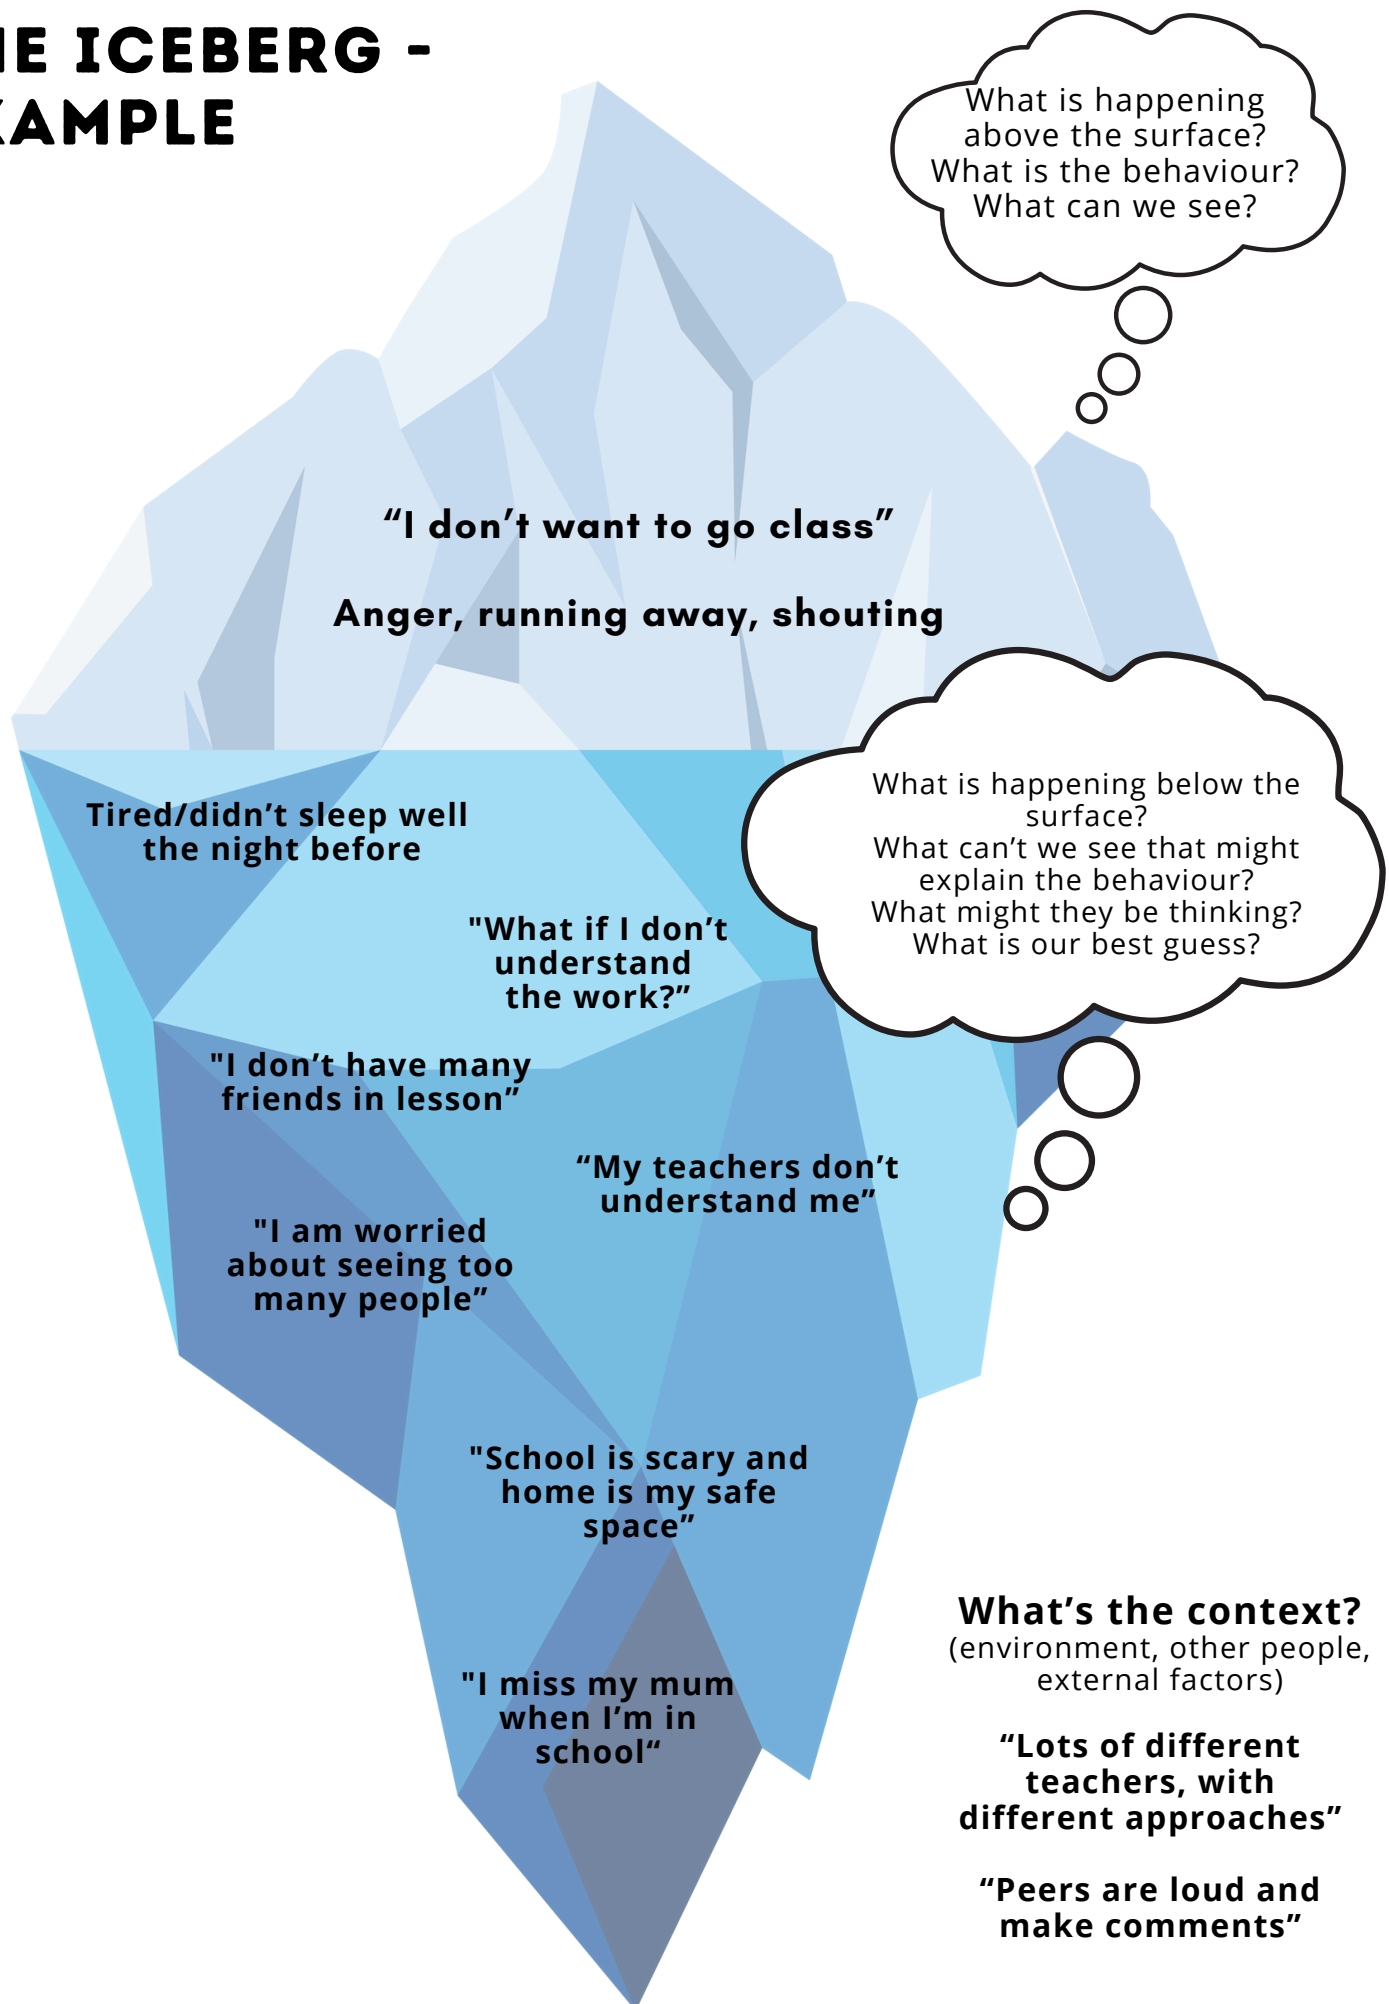 HE ICEBERG -
XAMPLE
What is happening
above the surface?
What is the behaviour?
What can we see?
“I don’t want to go class”
Anger, running away, shouting
What is happening below the
surface?
What can’t we see that might
explain the behaviour?
What might they be thinking?
What is our best guess?
Tired/didn’t sleep well
the night before
"What if I don’t
understand
the work?”
"I don’t have many
friends in lesson”
“My teachers don’t
understand me”
"I am worried
about seeing too
many people”
"School is scary and
home is my safe
space”
"I miss my mum
when I’m in
school“
What’s the context?
(environment, other people,
external factors)
“Lots of different
teachers, with
different approaches”
“Peers are loud and
make comments”